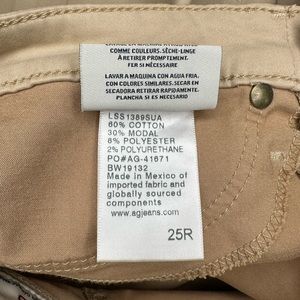 COMME COULEURS. SÈCHE-LINGE
À RETIRER PROMPTEMENT.
FER SI NÉCESSAIRE
LAVAR A MAQUINA CON AGUA FRIA,
CON COLORES SIMILARES. SECAR EN
SECADORA RETIRAR RAPIDAMENTE.
PLANCHA SI ES NECESARIO
LSS1389SUA
60% COTTON
30% MODAL
8% POLYESTER
2% POLYURETHANE
PO#AG-41671
BW19132
Made in Mexico of
imported fabric and
globally sourced
components.
www.agjeans.com
25R